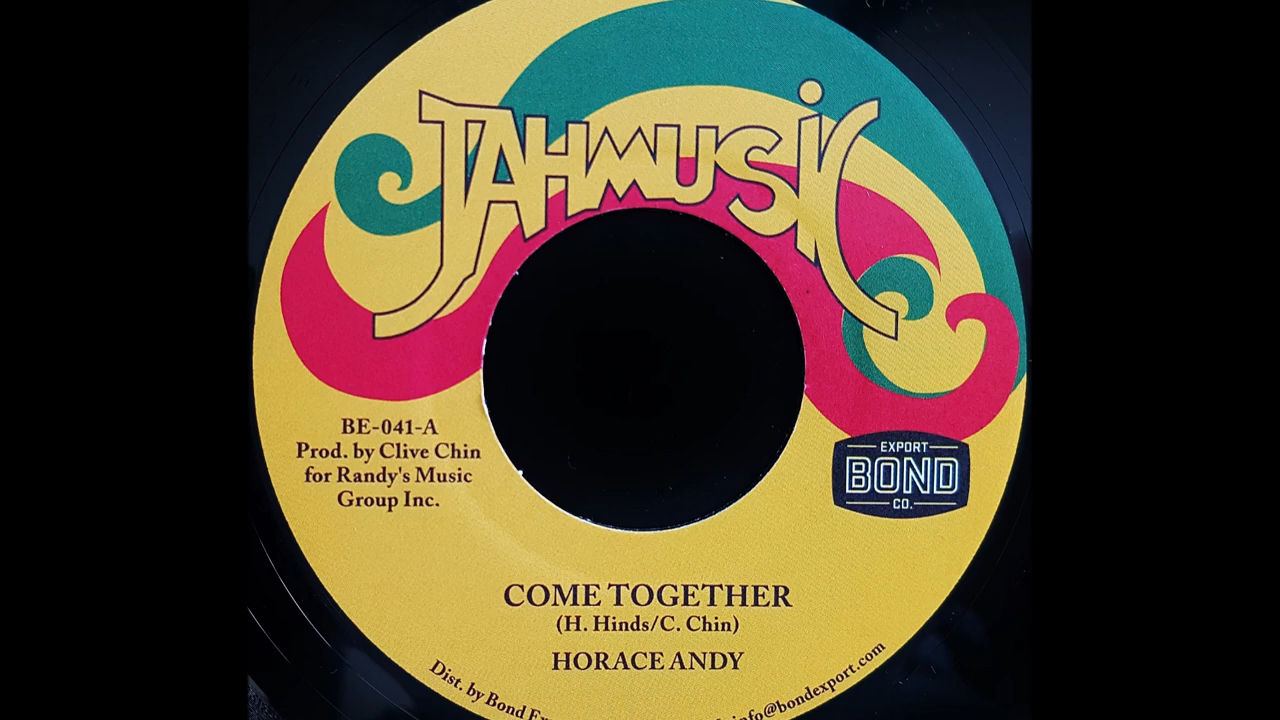 JAHMUSIC
BE-041-A
Prod. by Clive Chin
for Randy's Music
Group Inc.
EXPORT
BOND
CO.
COME TOGETHER
(H. Hinds/C. Chin)
HORACE ANDY
Dist. by Bond
info@bondexport.com